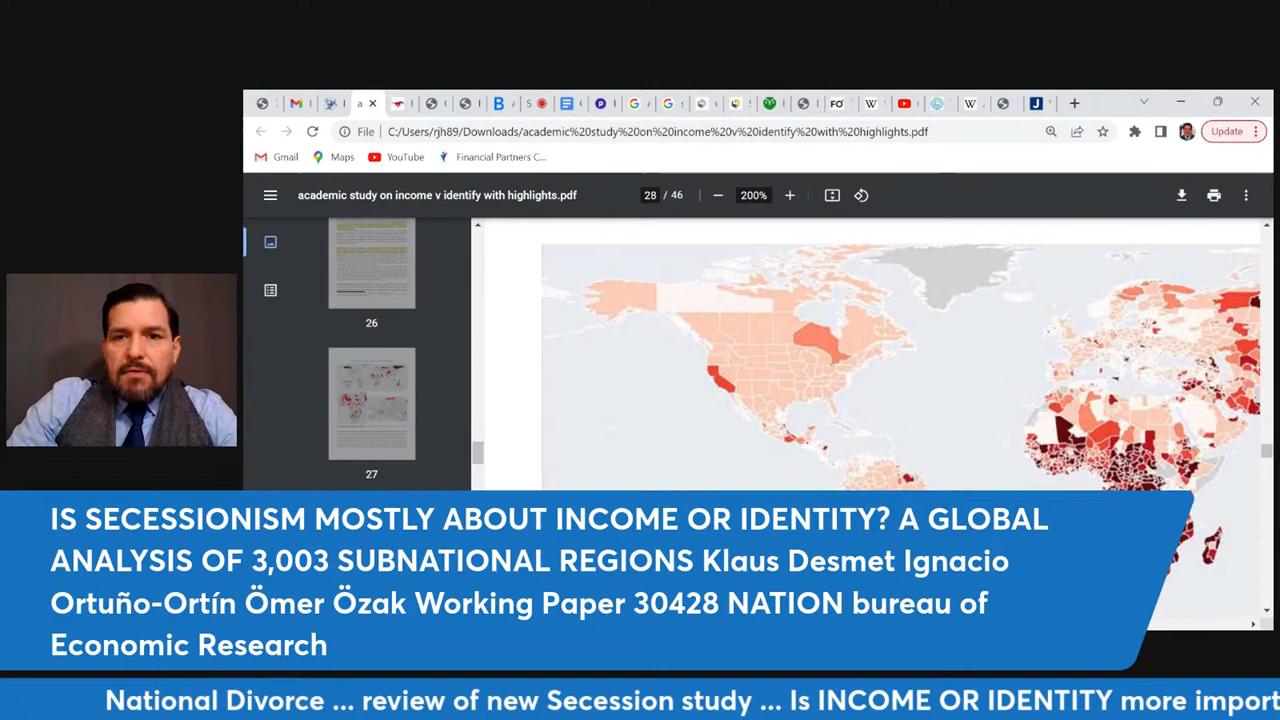 a
B
S
FO
W
W
J
File
C:/Users/rjh89/Downloads/academic%20study%20on%20income%20v%20identify%20with%20highlights.pdf
Update
Gmail
Maps
YouTube
Financial Partners C...
academic study on income v identify with highlights.pdf
28 / 46
200%
26
27
IS SECESSIONISM MOSTLY ABOUT INCOME OR IDENTITY? A GLOBAL
ANALYSIS OF 3,003 SUBNATIONAL REGIONS Klaus Desmet Ignacio
Ortuño-Ortín Ömer Özak Working Paper 30428 NATION bureau of
Economic Research
National Divorce ... review of new Secession study ... Is INCOME OR IDENTITY more import